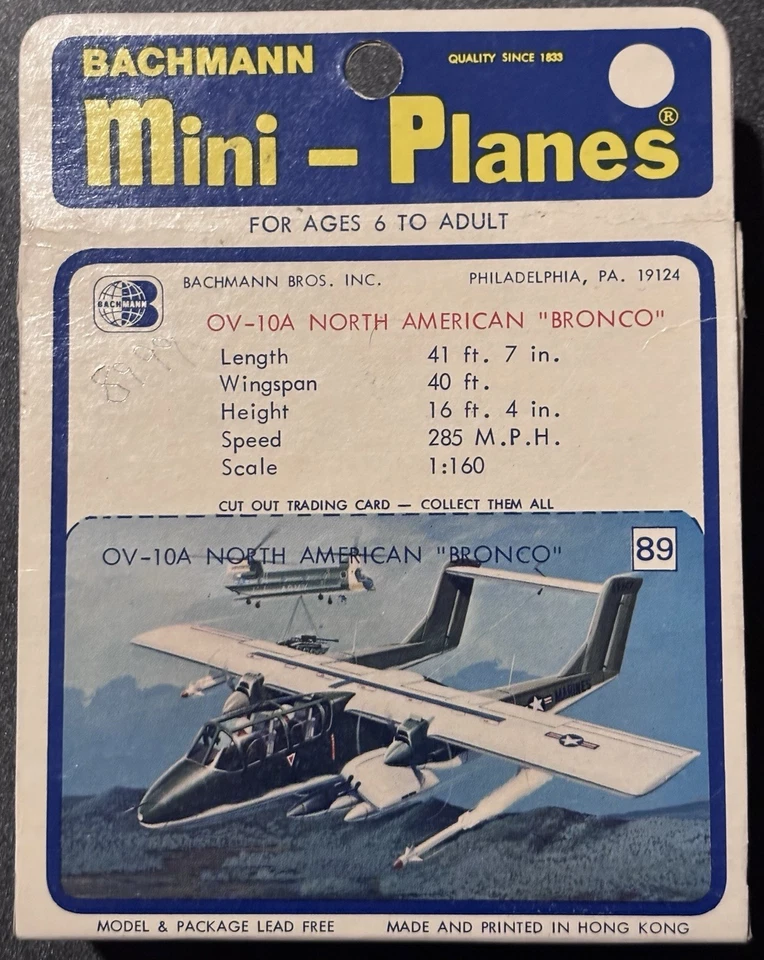 BACHMANN
QUALITY SINCE 1833
Mini - Planes®
FOR AGES 6 TO ADULT
BACHMANN
BACHMANN BROS. INC.
PHILADELPHIA, PA. 19124
OV-10A NORTH AMERICAN "BRONCO"
Length 41 ft. 7 in.
Wingspan 40 ft.
Height 16 ft. 4 in.
Speed 285 M.P.H.
Scale 1:160
CUT OUT TRADING CARD — COLLECT THEM ALL
OV-10A NORTH AMERICAN "BRONCO"
89
MARINES
MODEL & PACKAGE LEAD FREE
MADE AND PRINTED IN HONG KONG